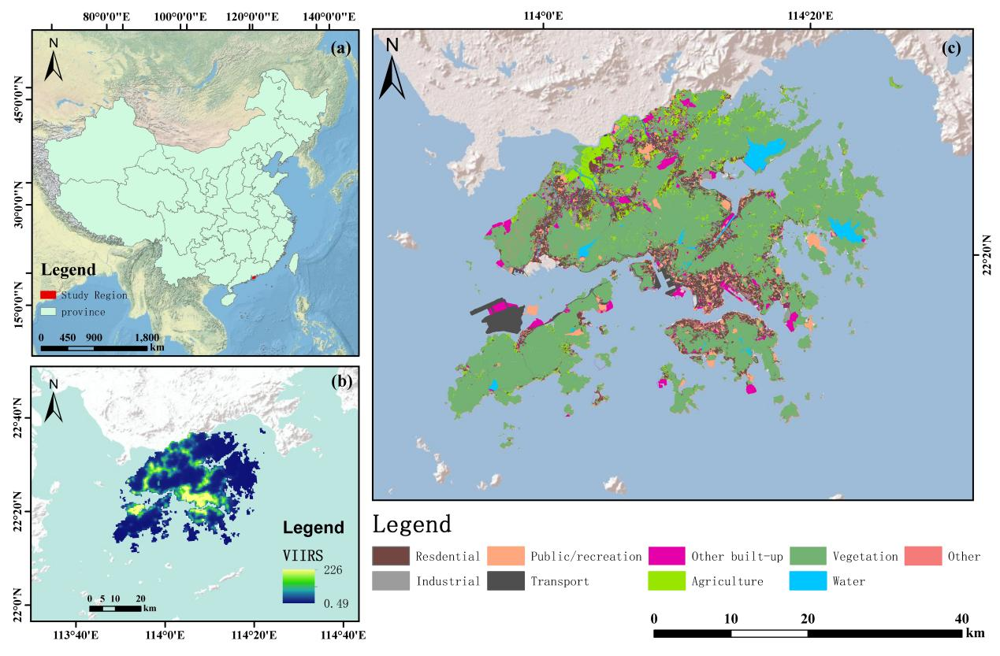 80°0'0"E 100°0'0"E 120°0'0"E 140°0'0"E
45°0'0"N
30°0'0"N
15°0'0"N
N
(a)
Legend
Study Region
province
0 450 900 1,800
km
N
(b)
22°40'N
22°20'N
22°0'N
Legend
VIIRS
226
0.49
0 5 10 20
km
113°40'E 114°0'E 114°20'E 114°40'E
114°0'E 114°20'E
N
(c)
22°20'N
Legend
Resdential Public/recreation Other built-up Vegetation Other
Industrial Transport Agriculture Water
0 10 20 40
km